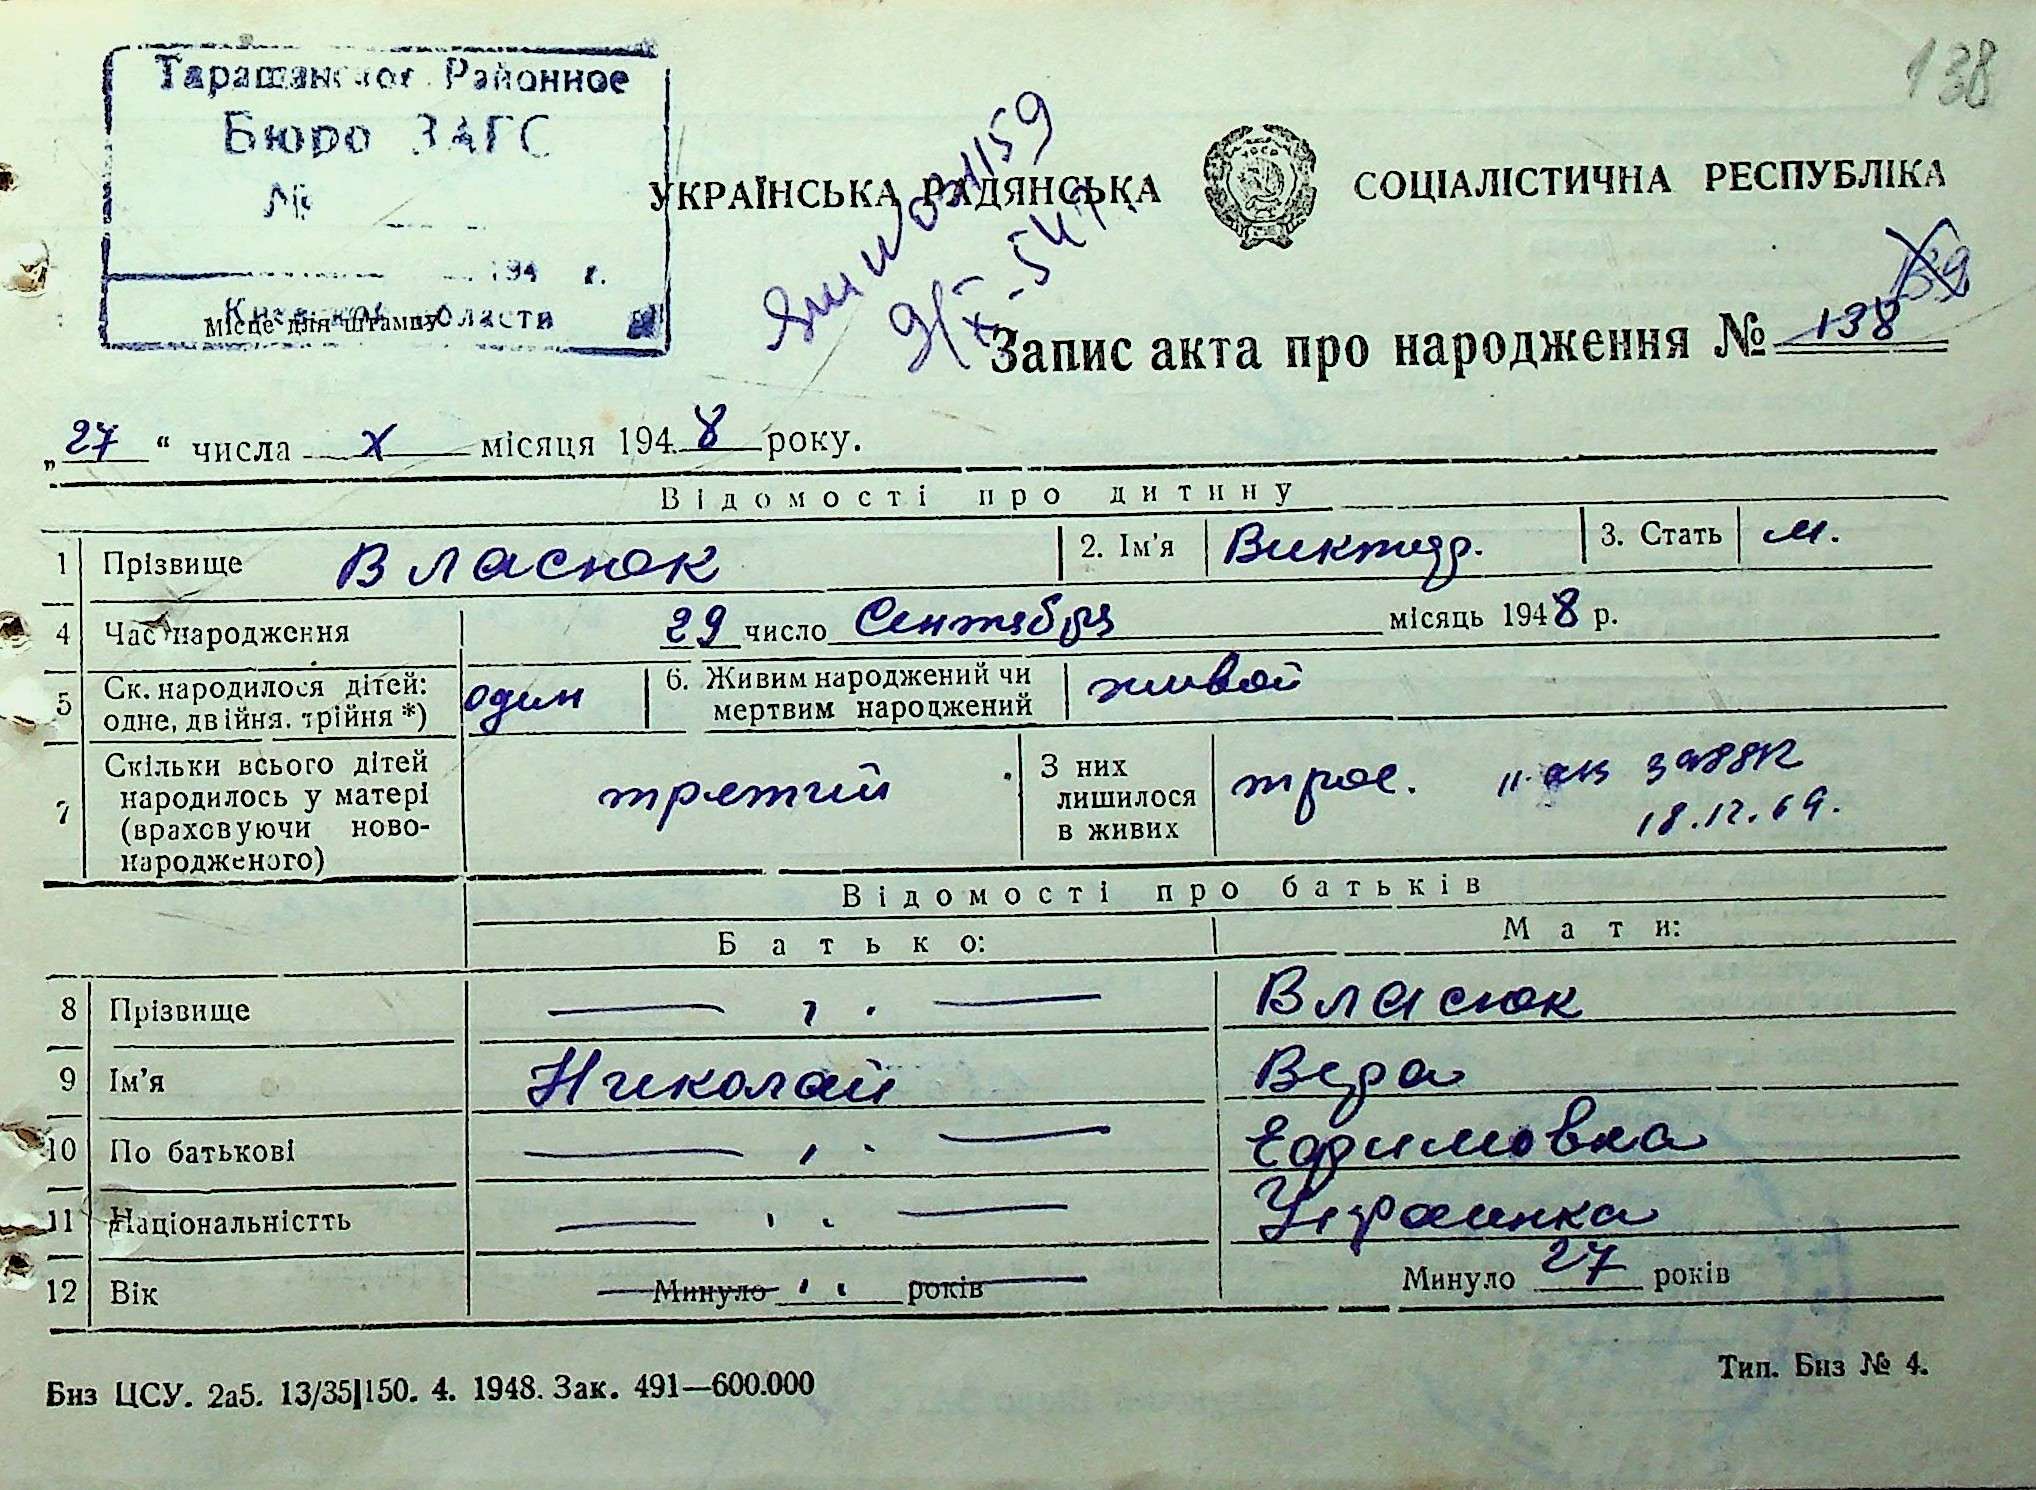 138
Таращанское Районное
Бюро ЗАГС
№
194 г.
Киевской области
Місце для штампу
УКРАЇНСЬКА РАДЯНСЬКА СОЦІАЛІСТИЧНА РЕСПУБЛІКА
139
Запис акта про народження № 138
„27“ числа X місяця 1948 року.
Відомості про дитину
1 Прізвище Власюк 2. Ім'я Виктор. 3. Стать м.
4 Час народження 29 число Сентября місяць 1948 р.
5 Ск. народилося дітей: одне, двійня, трійня *) один 6. Живим народжений чи мертвим народжений живой
7 Скільки всього дітей народилось у матері (враховуючи ново-народженого) третий З них лишилося в живих трое.
18.12.69.
Відомості про батьків
Батько: Мати:
8 Прізвище — „ — Власюк
9 Ім'я Николай Вера
10 По батькові — „ — Ефимовна
11 Національністть — „ — Украинка
12 Вік Минуло „ років Минуло 27 років
Биз ЦСУ. 2а5. 13/35|150. 4. 1948. Зак. 491—600.000
Тип. Биз № 4.